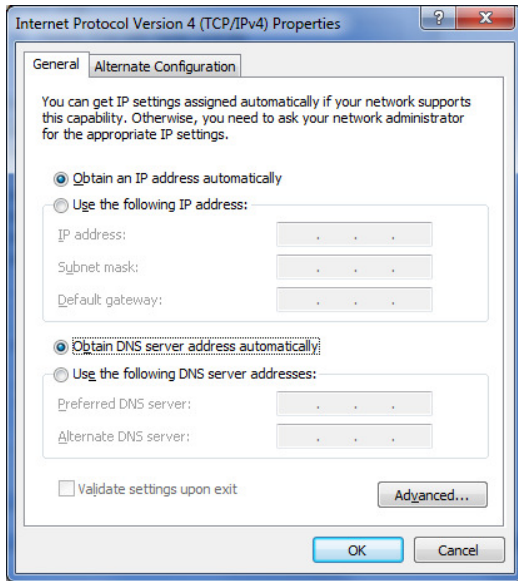 Internet Protocol Version 4 (TCP/IPv4) Properties
General
Alternate Configuration
You can get IP settings assigned automatically if your network supports
this capability. Otherwise, you need to ask your network administrator
for the appropriate IP settings.
Obtain an IP address automatically
Use the following IP address:
IP address:
Subnet mask:
Default gateway:
Obtain DNS server address automatically
Use the following DNS server addresses:
Preferred DNS server:
Alternate DNS server:
Validate settings upon exit
Advanced...
OK
Cancel